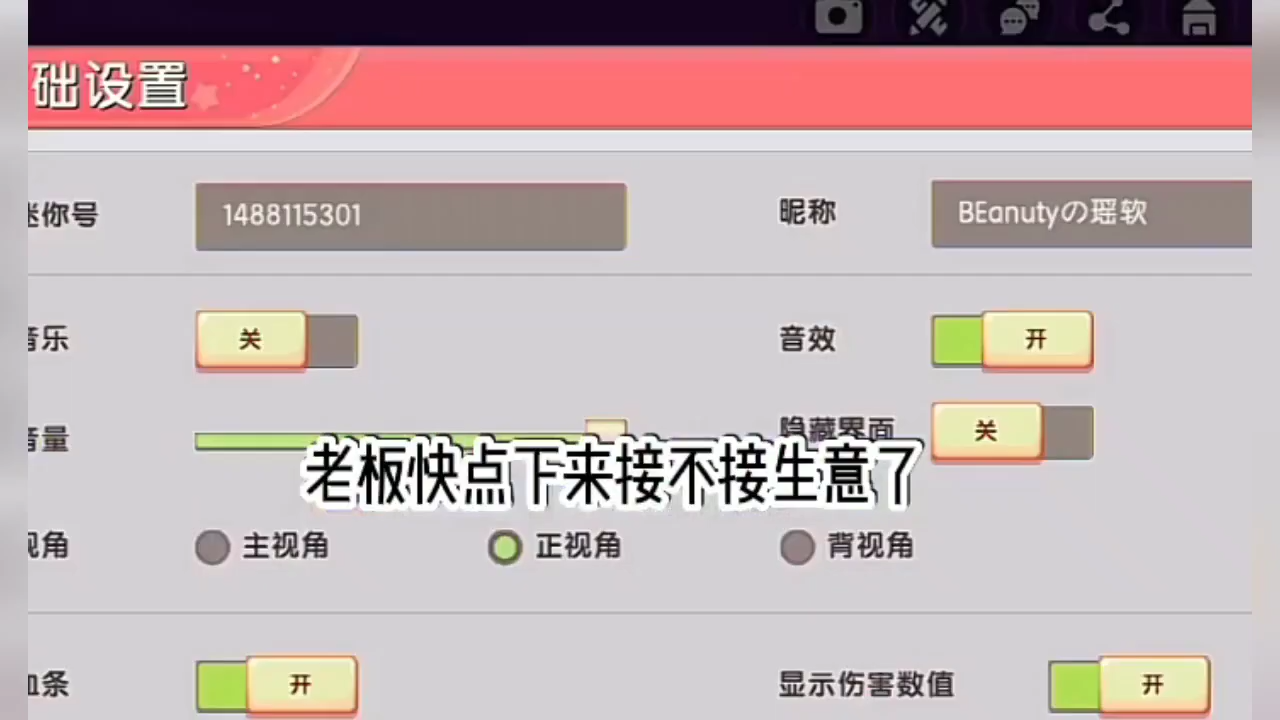 础设置
迷你号 1488115301 昵称 BEanutyの瑶软
音乐 关 音效 开
音量 隐藏界面 关
老板快点下来接不接生意了
视角 主视角 正视角 背视角
血条 开 显示伤害数值 开